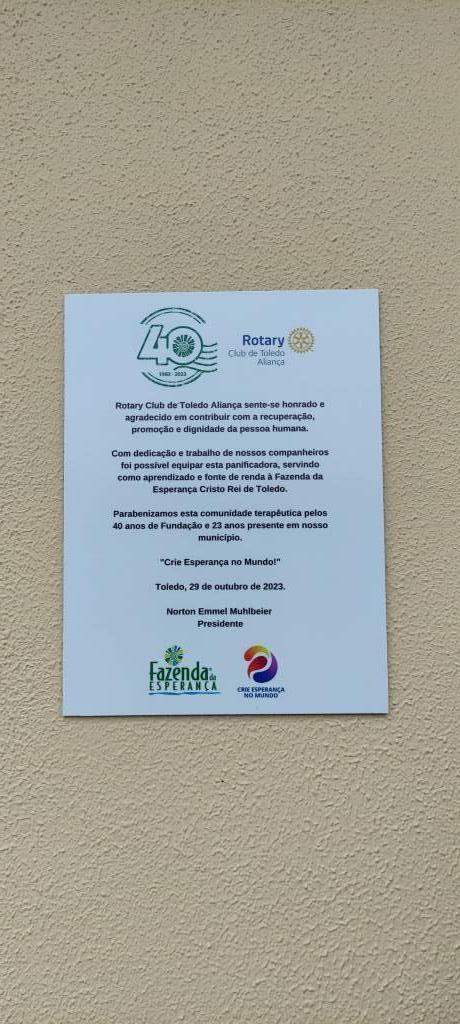 40
1983 - 2023
Rotary
Club de Toledo
Aliança
Rotary Club de Toledo Aliança sente-se honrado e
agradecido em contribuir com a recuperação,
promoção e dignidade da pessoa humana.
Com dedicação e trabalho de nossos companheiros
foi possível equipar esta panificadora, servindo
como aprendizado e fonte de renda à Fazenda da
Esperança Cristo Rei de Toledo.
Parabenizamos esta comunidade terapêutica pelos
40 anos de Fundação e 23 anos presente em nosso
município.
"Crie Esperança no Mundo!"
Toledo, 29 de outubro de 2023.
Norton Emmel Muhlbeier
Presidente
Fazenda da
ESPERANÇA
CRIE ESPERANÇA
NO MUNDO